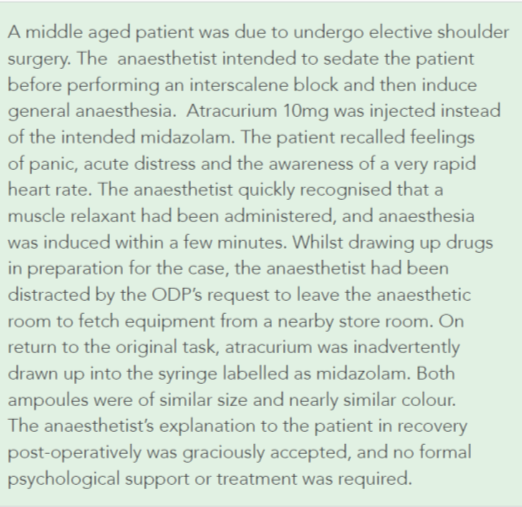 A middle aged patient was due to undergo elective shoulder
surgery. The  anaesthetist intended to sedate the patient
before performing an interscalene block and then induce
general anaesthesia.  Atracurium 10mg was injected instead
of the intended midazolam. The patient recalled feelings
of panic, acute distress and the awareness of a very rapid
heart rate. The anaesthetist quickly recognised that a
muscle relaxant had been administered, and anaesthesia
was induced within a few minutes. Whilst drawing up drugs
in preparation for the case, the anaesthetist had been
distracted by the ODP’s request to leave the anaesthetic
room to fetch equipment from a nearby store room. On
return to the original task, atracurium was inadvertently
drawn up into the syringe labelled as midazolam. Both
ampoules were of similar size and nearly similar colour.
The anaesthetist’s explanation to the patient in recovery
post-operatively was graciously accepted, and no formal
psychological support or treatment was required.